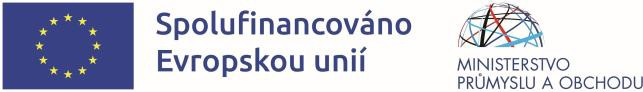 Spolufinancováno
Evropskou unií
MINISTERSTVO
PRŮMYSLU A OBCHODU